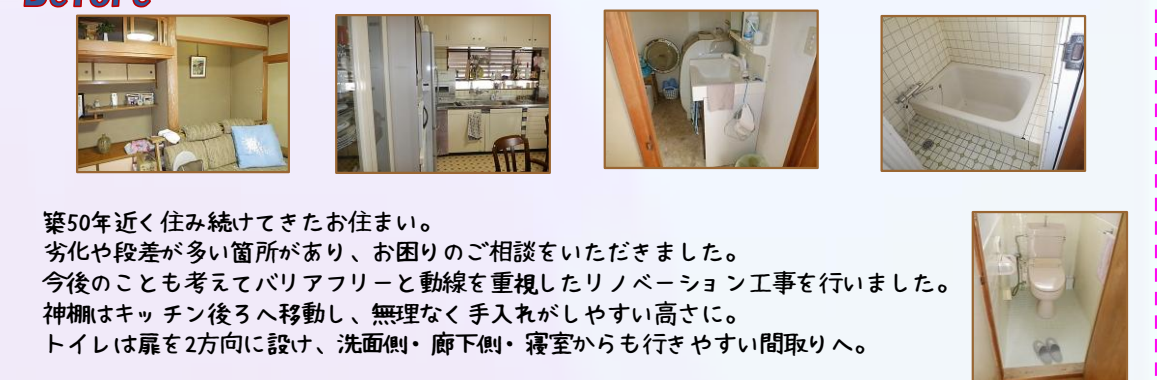 Before
築50年近く住み続けてきたお住まい。
劣化や段差が多い箇所があり、お困りのご相談をいただきました。
今後のことも考えてバリアフリーと動線を重視したリノベーション工事を行いました。
神棚はキッチン後ろへ移動し、無理なく手入れがしやすい高さに。
トイレは扉を2方向に設け、洗面側・廊下側・寝室からも行きやすい間取りへ。